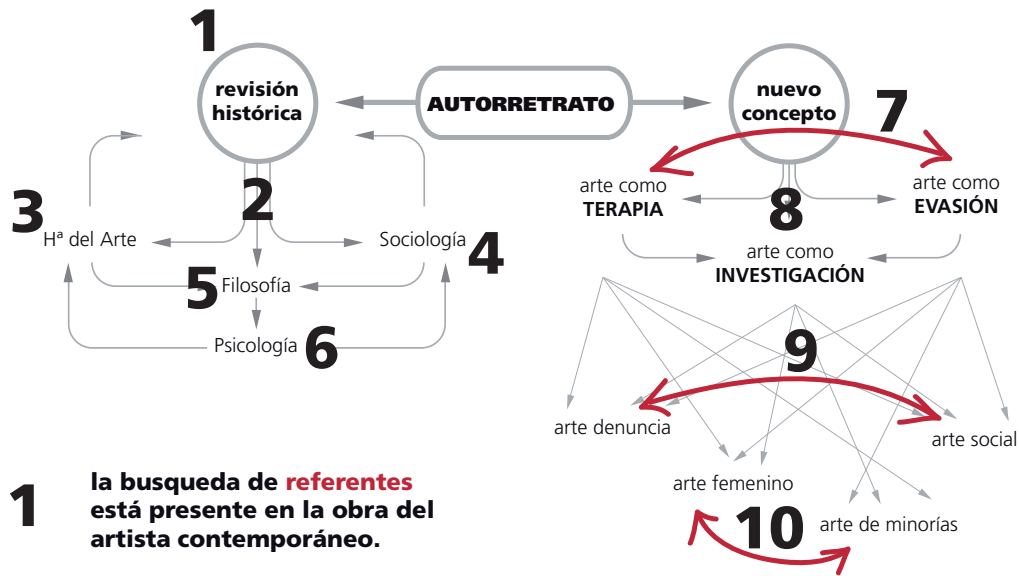 1
revisión
histórica
AUTORRETRATO
nuevo
concepto
7
2
3
Hª del Arte
Sociología
4
5
Filosofía
Psicología
6
arte como
TERAPIA
8
arte como
EVASIÓN
arte como
INVESTIGACIÓN
9
arte denuncia
arte social
arte femenino
10
arte de minorías
1
la busqueda de referentes
está presente en la obra del
artista contemporáneo.